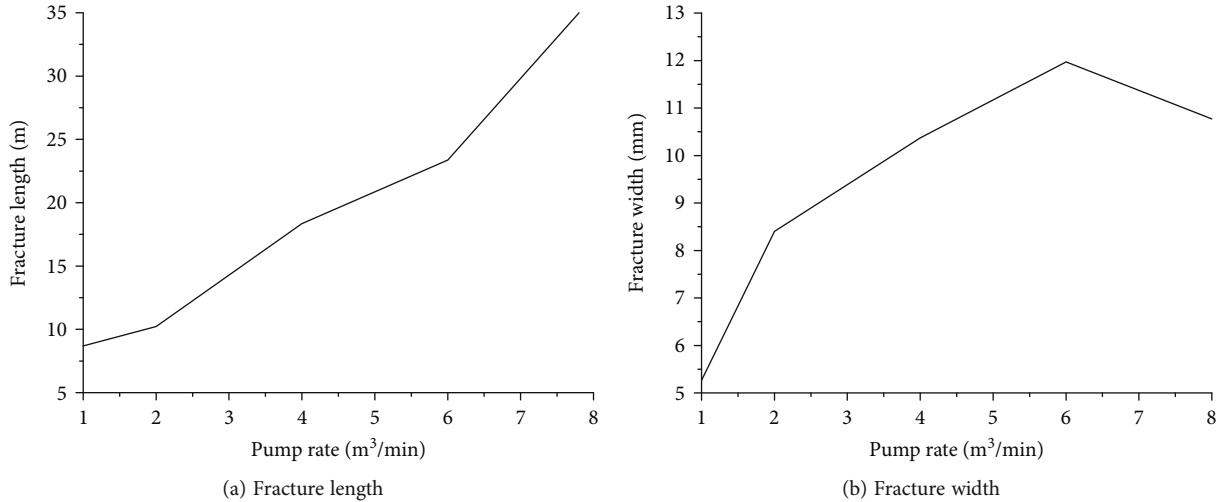 35
30
25
20
15
10
5
Fracture length (m)
1 2 3 4 5 6 7 8
Pump rate (m³/min)
(a) Fracture length
13
12
11
10
9
8
7
6
5
Fracture width (mm)
1 2 3 4 5 6 7 8
Pump rate (m³/min)
(b) Fracture width